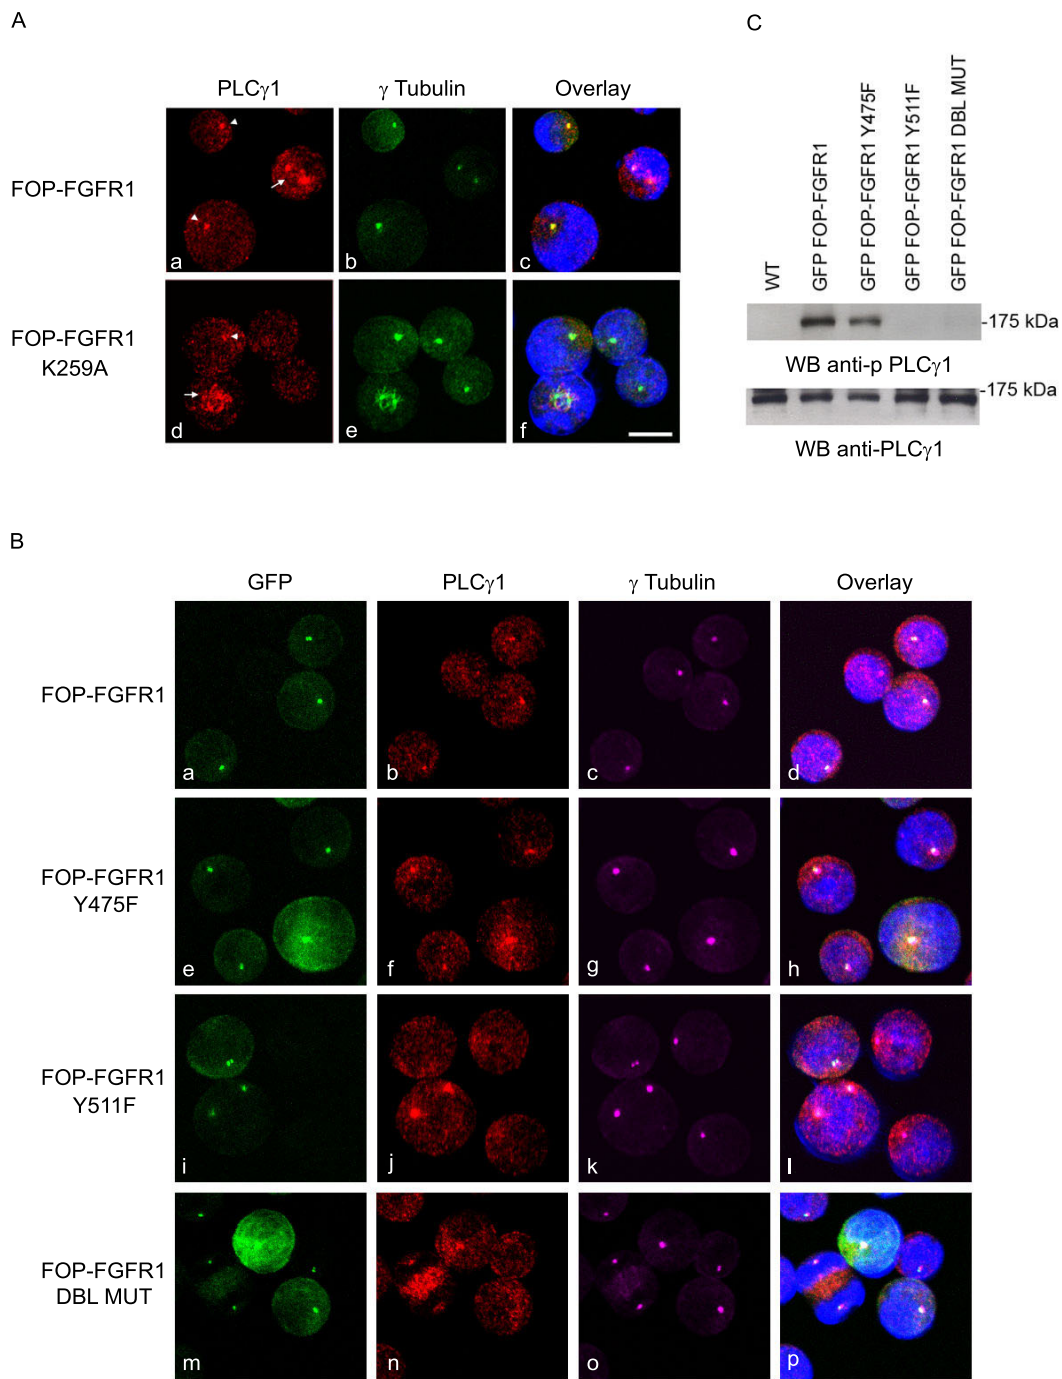 A
PLCγ1 γ Tubulin Overlay
FOP-FGFR1
a b c
FOP-FGFR1
K259A
d e f
C
WT
GFP FOP-FGFR1
GFP FOP-FGFR1 Y475F
GFP FOP-FGFR1 Y511F
GFP FOP-FGFR1 DBL MUT
-175 kDa
WB anti-p PLCγ1
-175 kDa
WB anti-PLCγ1
B
GFP PLCγ1 γ Tubulin Overlay
FOP-FGFR1
a b c d
FOP-FGFR1
Y475F
e f g h
FOP-FGFR1
Y511F
i j k l
FOP-FGFR1
DBL MUT
m n o p